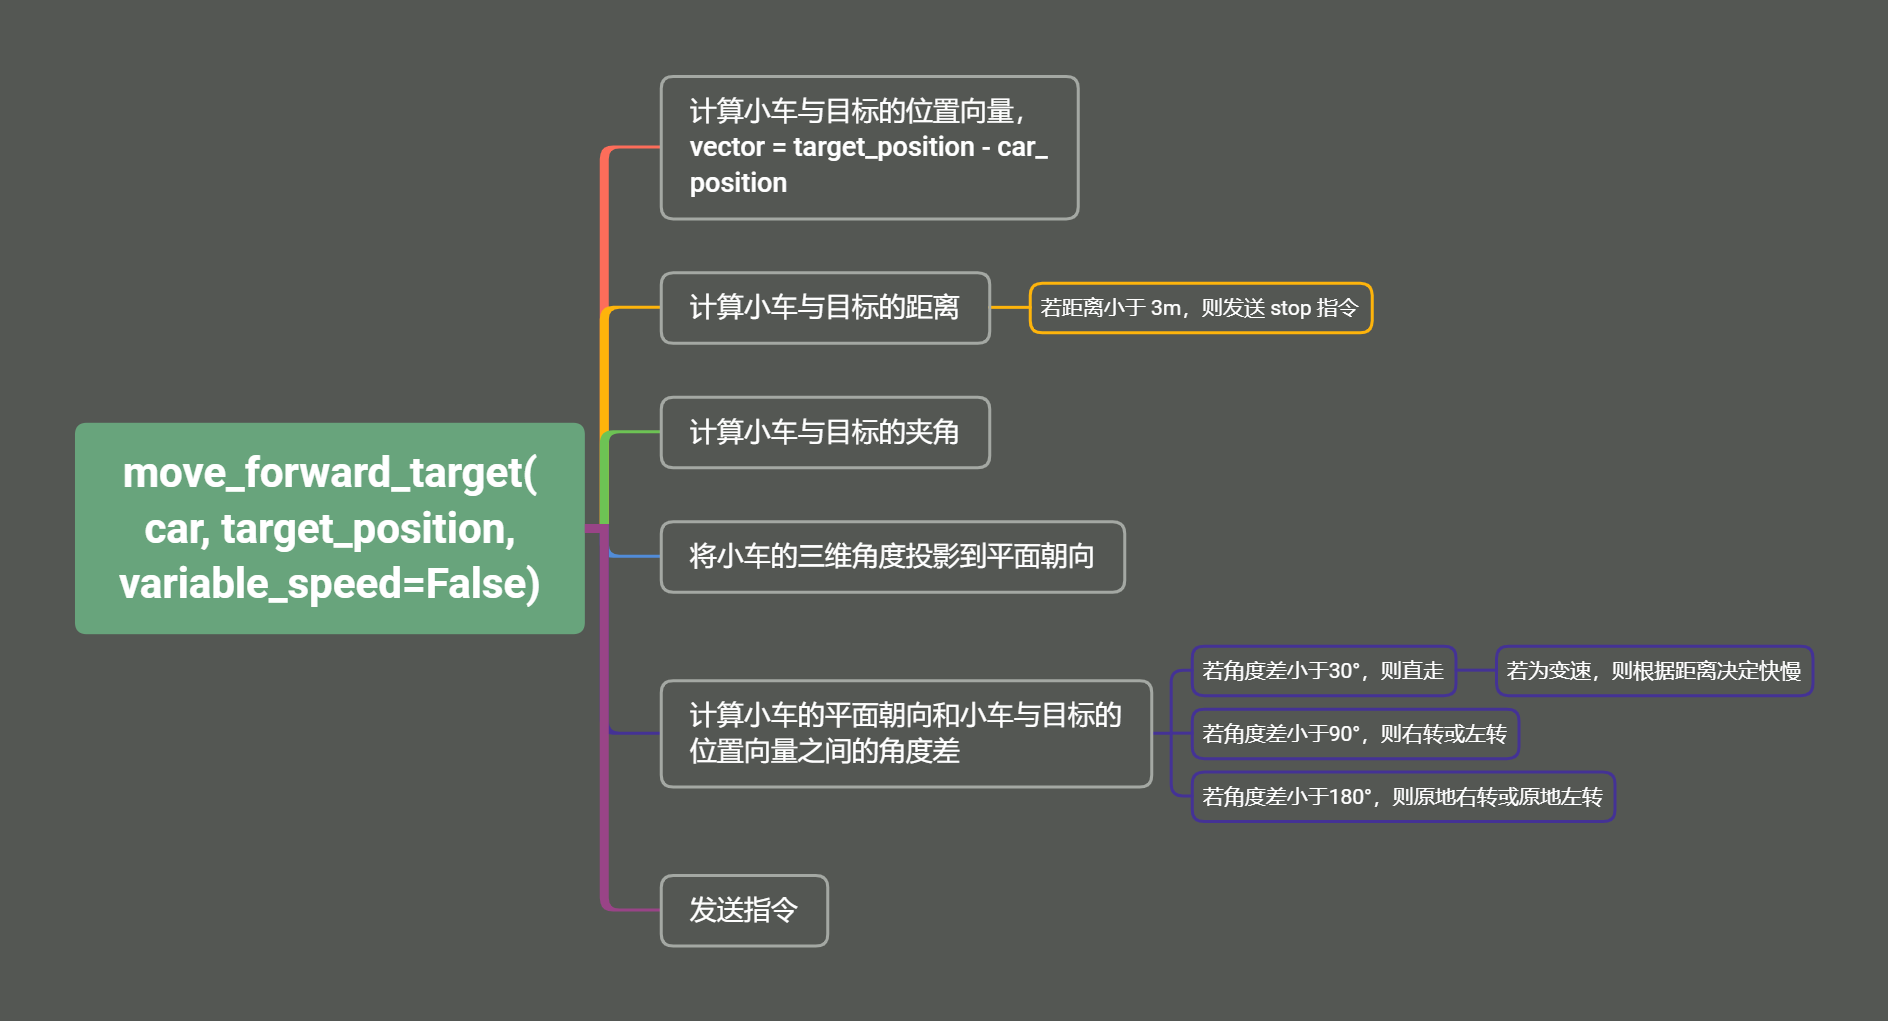 move_forward_target(
car, target_position,
variable_speed=False)
计算小车与目标的位置向量，
vector = target_position - car_
position
计算小车与目标的距离
若距离小于 3m，则发送 stop 指令
计算小车与目标的夹角
将小车的三维角度投影到平面朝向
计算小车的平面朝向和小车与目标的
位置向量之间的角度差
若角度差小于30°，则直走
若为变速，则根据距离决定快慢
若角度差小于90°，则右转或左转
若角度差小于180°，则原地右转或原地左转
发送指令